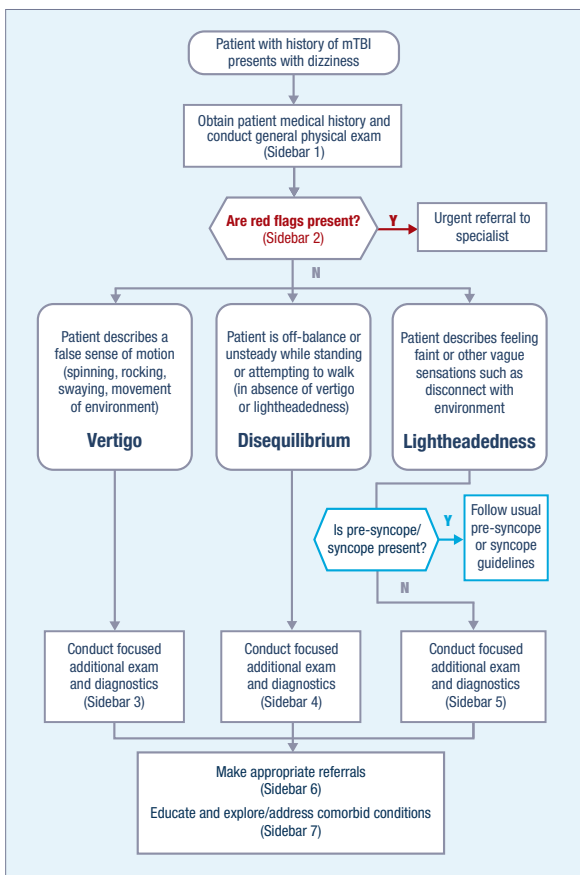 Patient with history of mTBI
presents with dizziness
Obtain patient medical history and
conduct general physical exam
(Sidebar 1)
Are red flags present?
(Sidebar 2)
Y
Urgent referral to
specialist
N
Patient describes a
false sense of motion
(spinning, rocking,
swaying, movement
of environment)
Vertigo
Patient is off-balance or
unsteady while standing
or attempting to walk
(in absence of vertigo
or lightheadedness)
Disequilibrium
Patient describes feeling
faint or other vague
sensations such as
disconnect with
environment
Lightheadedness
Is pre-syncope/
syncope present?
Y
Follow usual
pre-syncope
or syncope
guidelines
N
Conduct focused
additional exam
and diagnostics
(Sidebar 3)
Conduct focused
additional exam
and diagnostics
(Sidebar 4)
Conduct focused
additional exam
and diagnostics
(Sidebar 5)
Make appropriate referrals
(Sidebar 6)
Educate and explore/address comorbid conditions
(Sidebar 7)